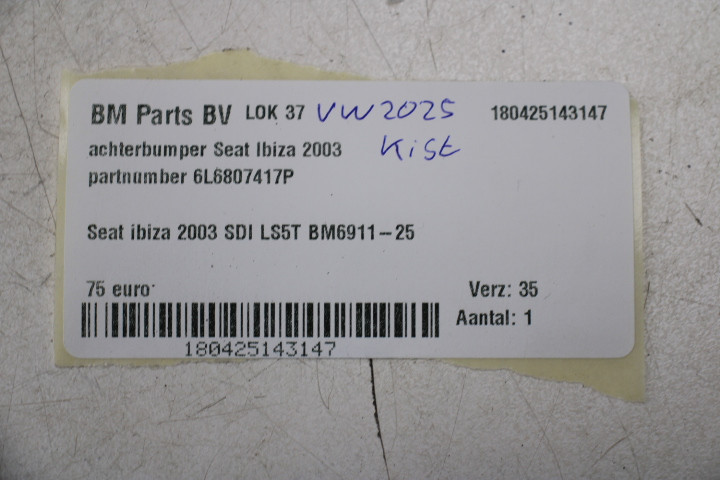 BM Parts BV LOK 37 VW2025 180425143147
achterbumper Seat Ibiza 2003 Kist
partnumber 6L6807417P
Seat ibiza 2003 SDI LS5T BM6911-25
75 euro Verz: 35
Aantal: 1
180425143147